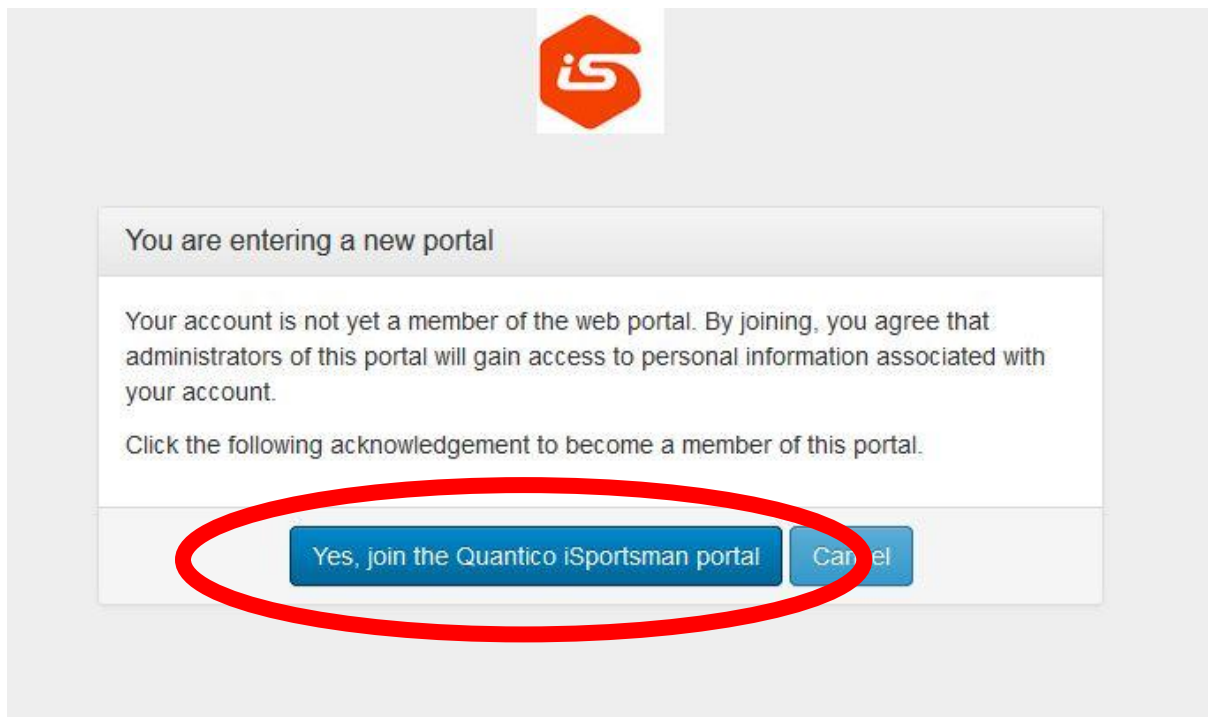 iS
You are entering a new portal
Your account is not yet a member of the web portal. By joining, you agree that
administrators of this portal will gain access to personal information associated with
your account.
Click the following acknowledgement to become a member of this portal.
Yes, join the Quantico iSportsman portal
Cancel